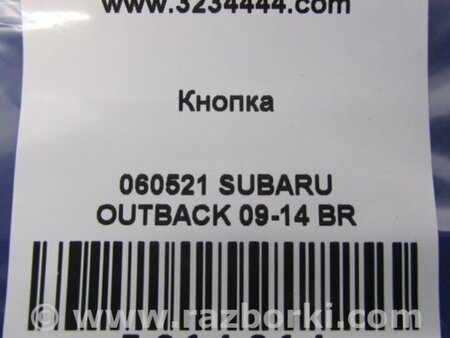 www.3234444.com
Кнопка
060521 SUBARU
OUTBACK 09-14 BR
© www.razborki.com